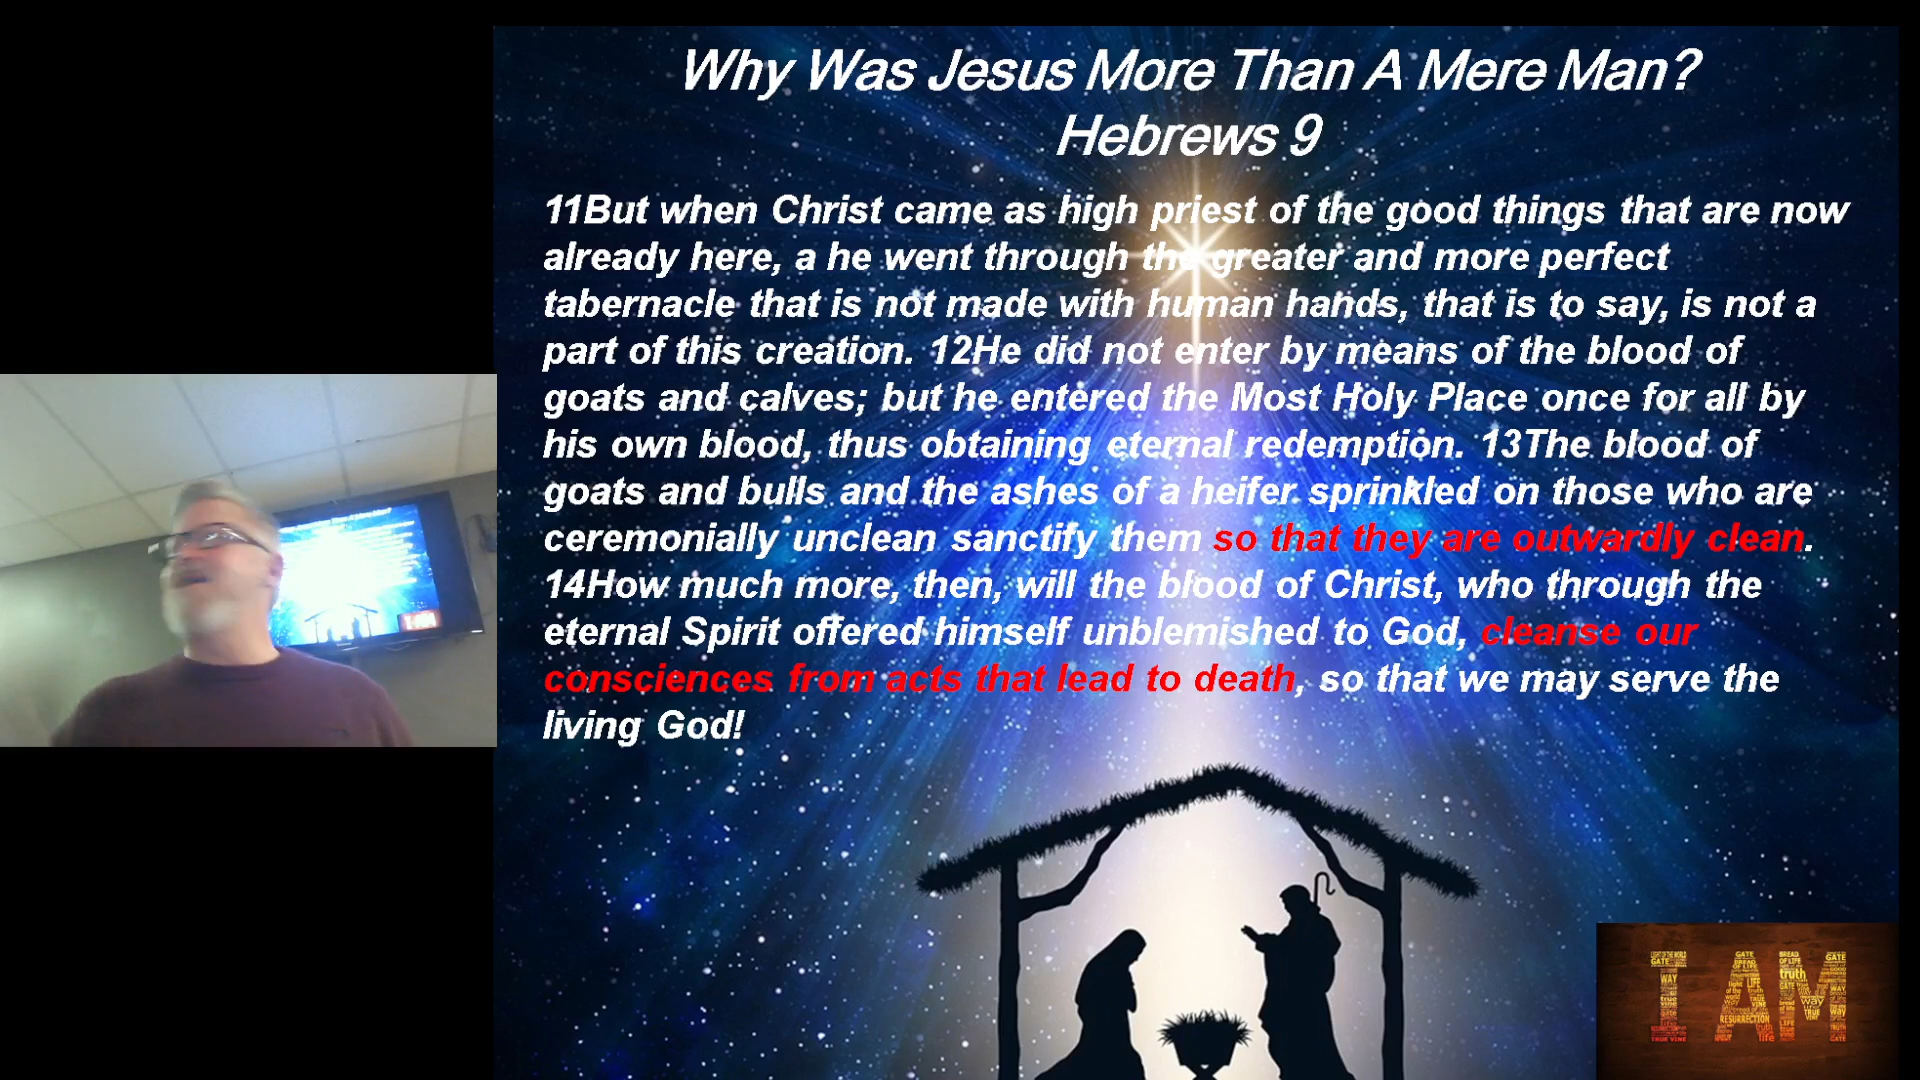 Why Was Jesus More Than A Mere Man?
Hebrews 9
11But when Christ came as high priest of the good things that are now
already here, a he went through the greater and more perfect
tabernacle that is not made with human hands, that is to say, is not a
part of this creation. 12He did not enter by means of the blood of
goats and calves; but he entered the Most Holy Place once for all by
his own blood, thus obtaining eternal redemption. 13The blood of
goats and bulls and the ashes of a heifer sprinkled on those who are
ceremonially unclean sanctify them so that they are outwardly clean.
14How much more, then, will the blood of Christ, who through the
eternal Spirit offered himself unblemished to God, cleanse our
consciences from acts that lead to death, so that we may serve the
living God!
I AM